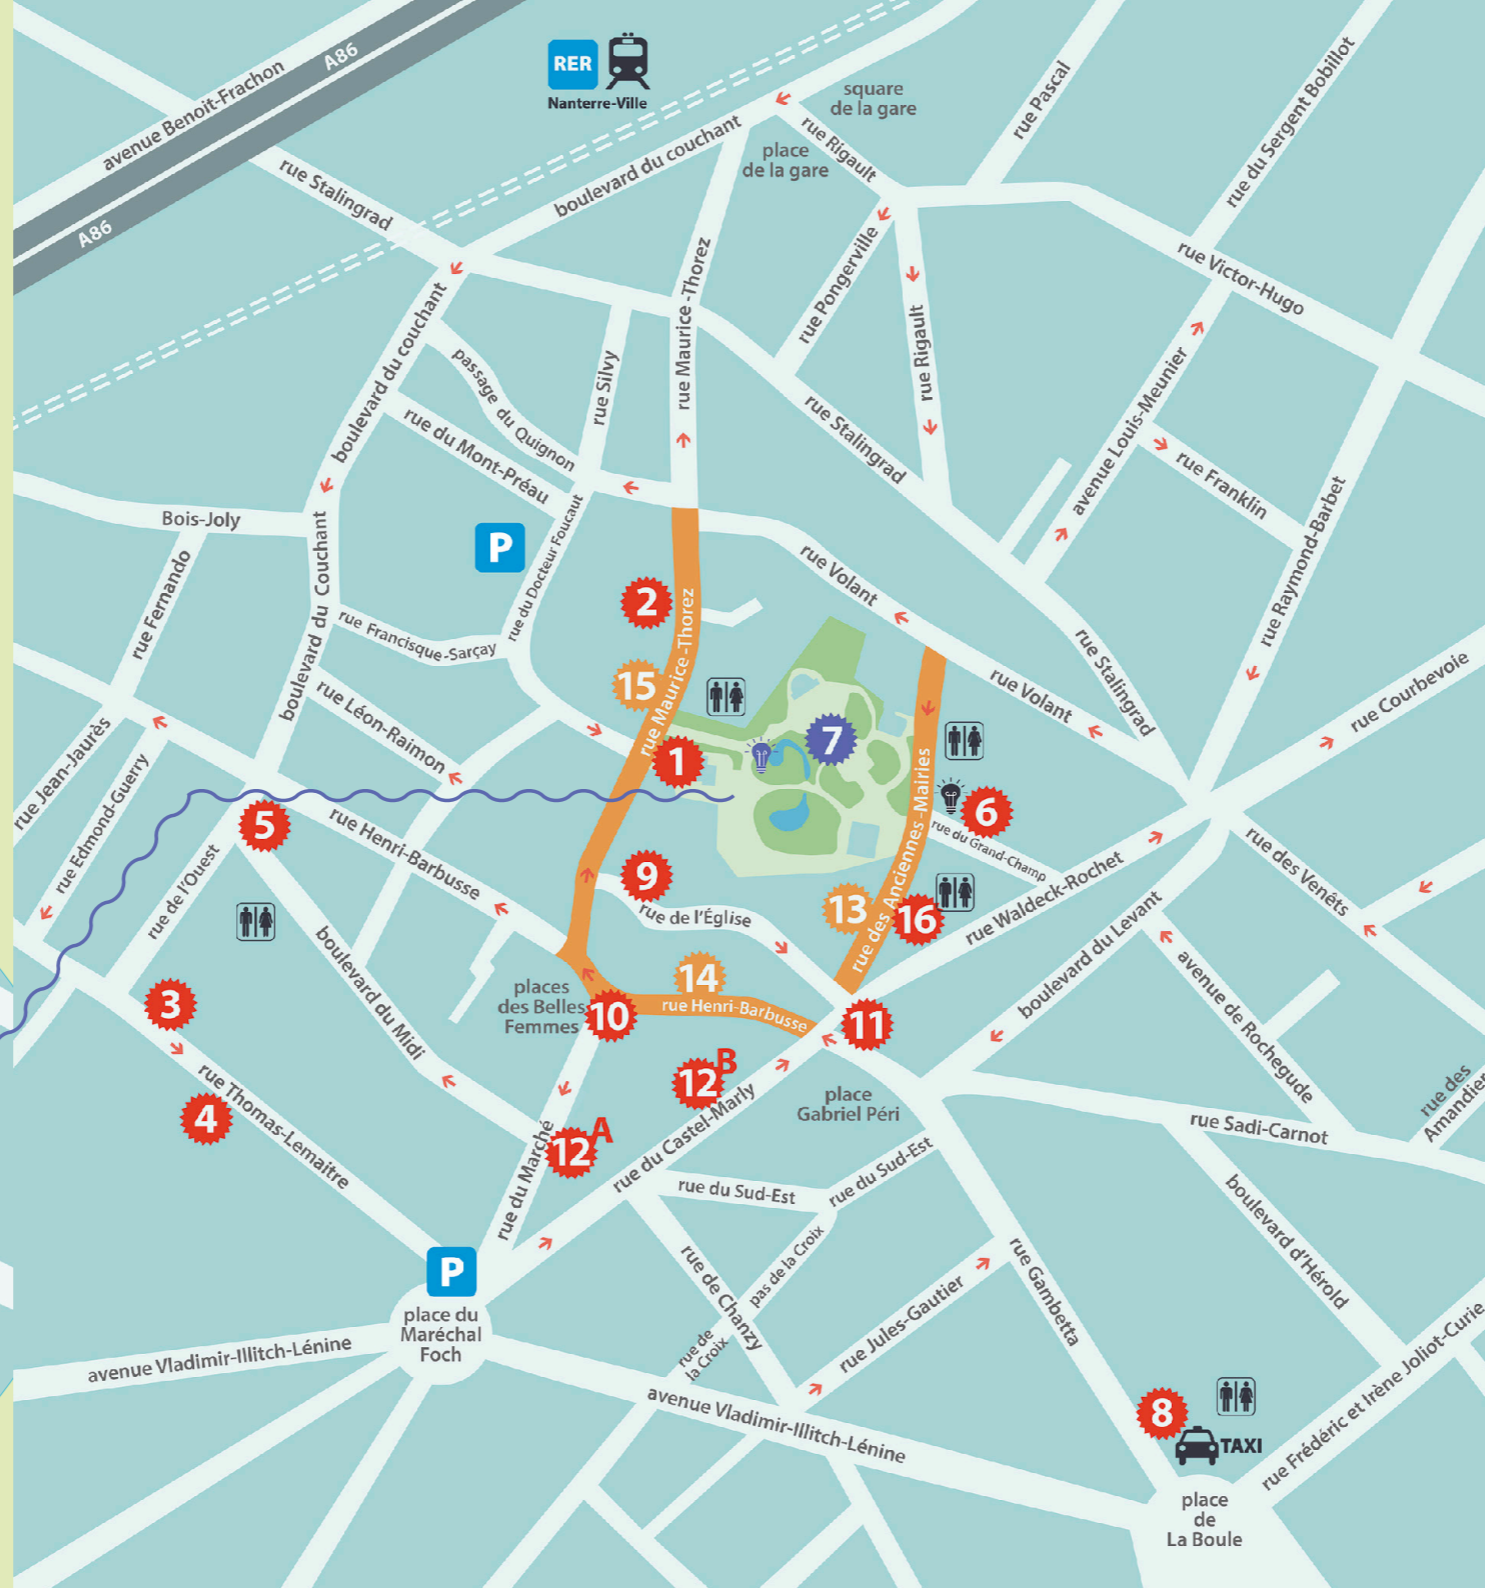 A86
avenue Benoit-Frachon
A86
RER
Nanterre-Ville
square
de la gare
place
de la gare
rue Rigault
rue Pascal
rue du Sergent Bobillot
boulevard du couchant
rue Stalingrad
rue Maurice-Thorez
rue Pongerville
rue Rigault
rue Victor-Hugo
boulevard du couchant
passage du Quignon
rue Silvy
rue du Mont-Préau
rue Stalingrad
avenue Louis-Meunier
rue Franklin
rue Raymond-Barbet
Bois-Joly
boulevard du Couchant
P
rue du Docteur Foucaut
rue Fernando
rue Francisque-Sarçay
2
rue Maurice-Thorez
rue Volant
rue Volant
rue Stalingrad
rue Courbevoie
15
1
7
rue Léon-Raimon
rue Jean-Jaurès
rue Edmond-Guerry
5
rue Henri-Barbusse
rue de l'Ouest
9
rue de l'Église
6
rue du Grand-Champ
rue des Anciennes-Mairies
13
16
rue Waldeck-Rochet
rue des Venêts
boulevard du Levant
avenue de Rochegude
boulevard du Midi
3
4
rue Thomas-Lemaitre
places
des Belles
Femmes
10
14
rue Henri-Barbusse
11
12 B
12 A
rue du Marché
rue du Castel-Marly
place
Gabriel Péri
rue des
Amandier
rue Sadi-Carnot
rue du Sud-Est
rue du Sud-Est
boulevard d'Hérold
rue de Chanzy
pas de la Croix
rue de
la Croix
rue Jules-Gautier
rue Gambetta
rue Frédéric et Irène Joliot-Curie
P
place du
Maréchal
Foch
avenue Vladimir-Illitch-Lénine
avenue Vladimir-Illitch-Lénine
8
TAXI
place
de
La Boule